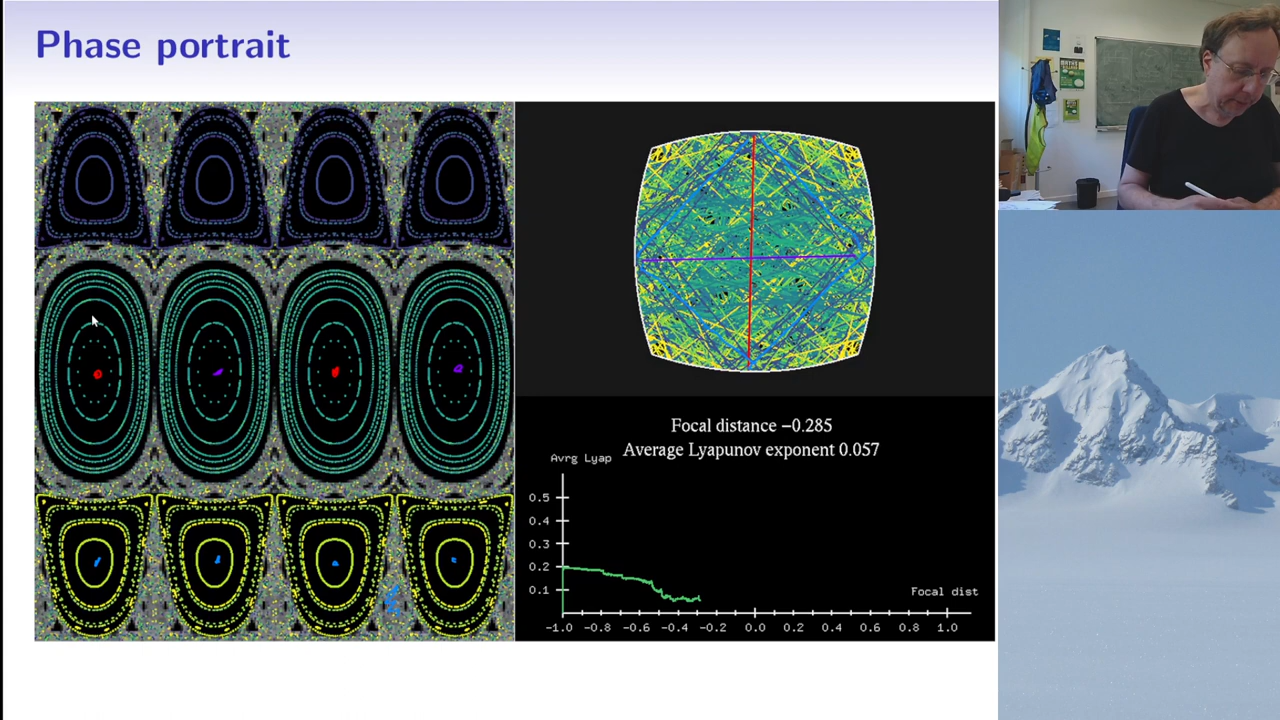 Phase portrait
Focal distance −0.285
Average Lyapunov exponent 0.057
Avrg Lyap
0.5
0.4
0.3
0.2
0.1
Focal dist
-1.0 -0.8 -0.6 -0.4 -0.2 0.0 0.2 0.4 0.6 0.8 1.0